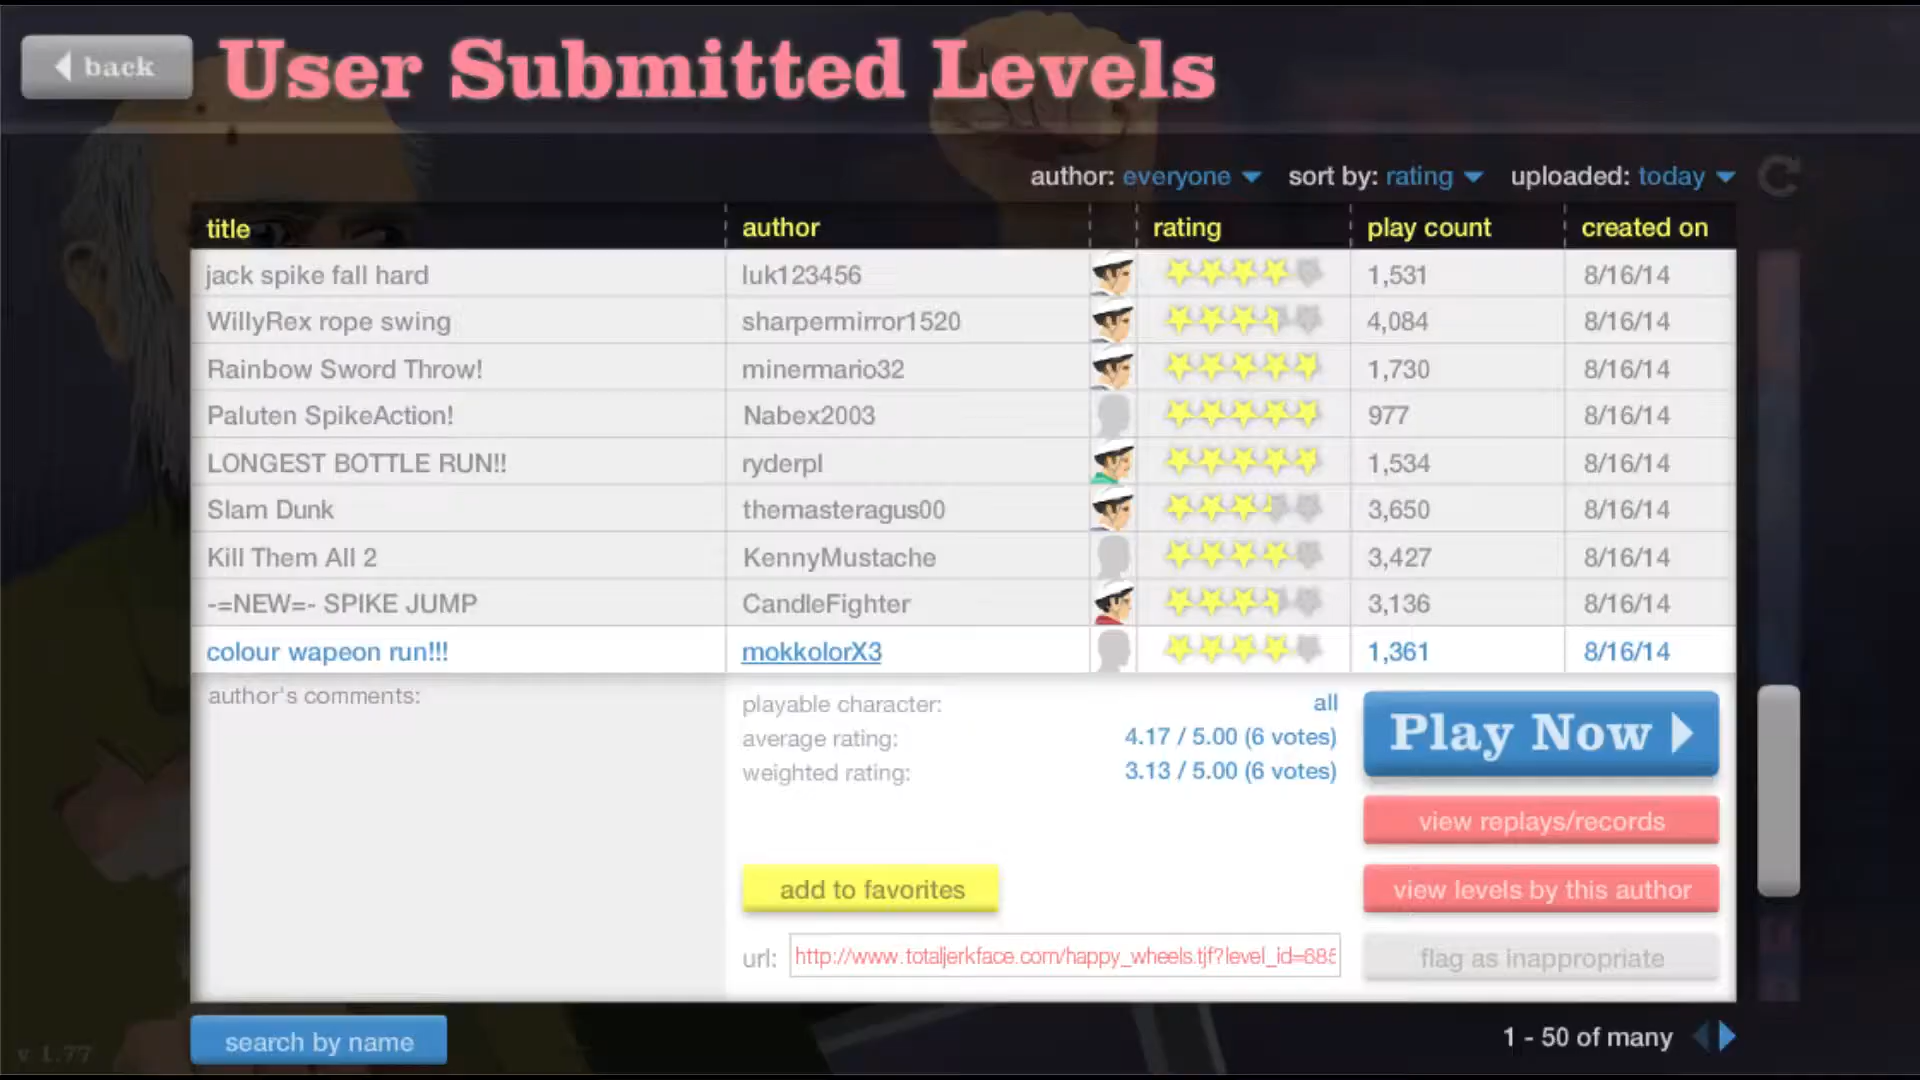 back
User Submitted Levels
author: everyone sort by: rating uploaded: today
title author rating play count created on
jack spike fall hard luk123456 1,531 8/16/14
WillyRex rope swing sharpermirror1520 4,084 8/16/14
Rainbow Sword Throw! minermario32 1,730 8/16/14
Paluten SpikeAction! Nabex2003 977 8/16/14
LONGEST BOTTLE RUN!! ryderpl 1,534 8/16/14
Slam Dunk themasteragus00 3,650 8/16/14
Kill Them All 2 KennyMustache 3,427 8/16/14
-=NEW=- SPIKE JUMP CandleFighter 3,136 8/16/14
colour wapeon run!!! mokkolorX3 1,361 8/16/14
author's comments:
playable character: all
average rating: 4.17 / 5.00 (6 votes)
weighted rating: 3.13 / 5.00 (6 votes)
Play Now
view replays/records
add to favorites
view levels by this author
url: http://www.totaljerkface.com/happy_wheels.tjf?level_id=685
flag as inappropriate
search by name
1 - 50 of many
v 1.77